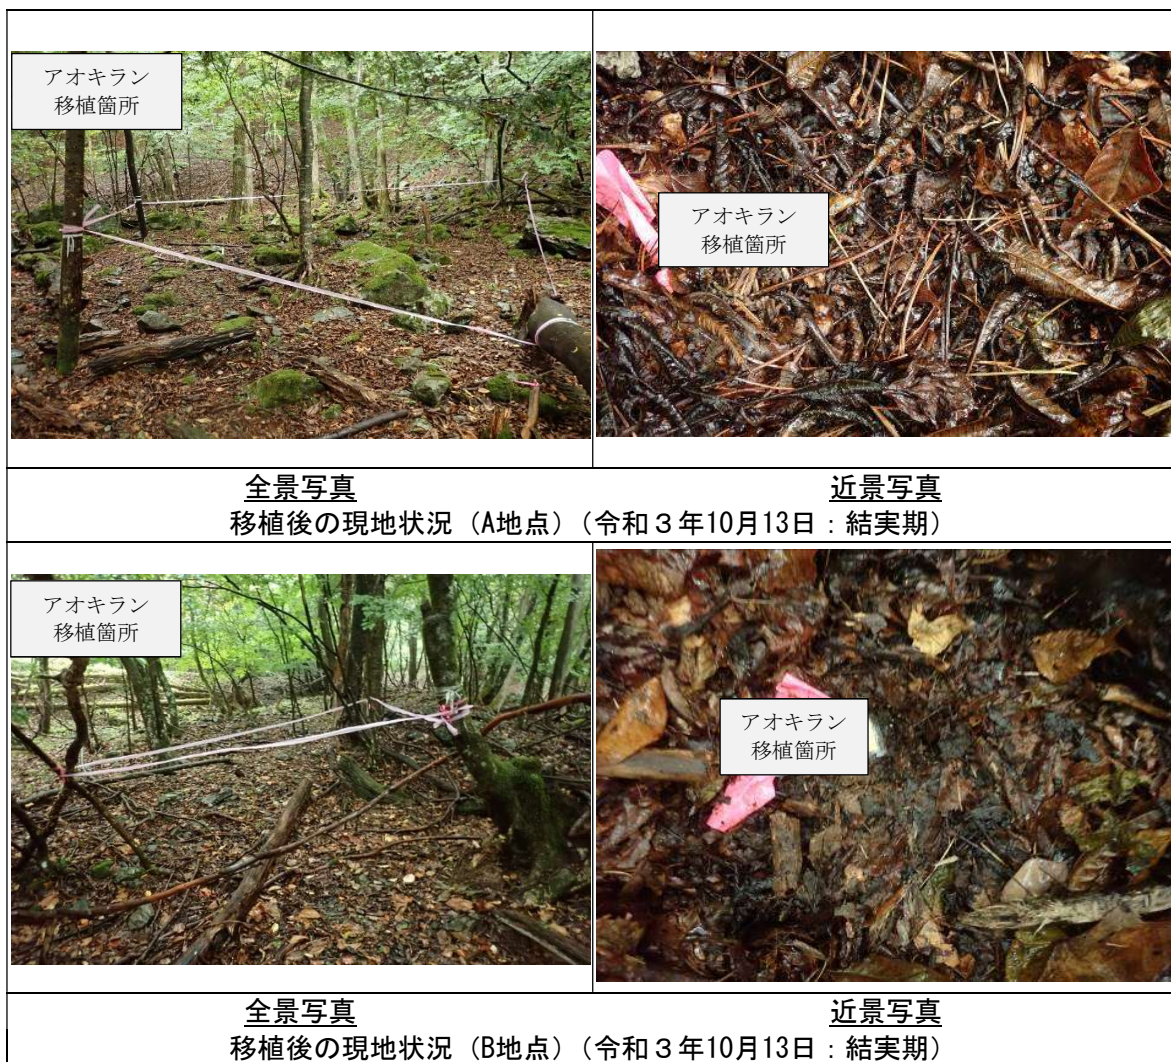 アオキラン
移植箇所
アオキラン
移植箇所
全景写真
近景写真
移植後の現地状況（A地点）（令和３年10月13日：結実期）
アオキラン
移植箇所
アオキラン
移植箇所
全景写真
近景写真
移植後の現地状況（B地点）（令和３年10月13日：結実期）